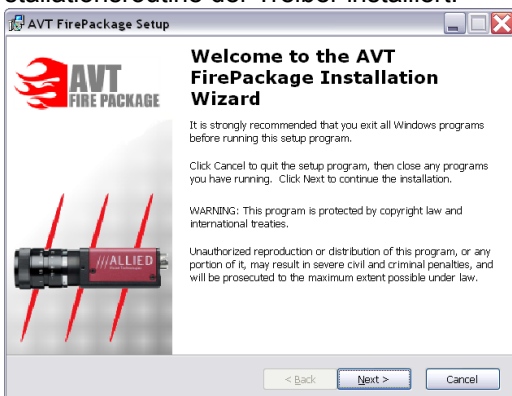 stallationsroutine der Treiber installiert.
AVT FirePackage Setup
AVT
FIRE PACKAGE
Welcome to the AVT
FirePackage Installation
Wizard
It is strongly recommended that you exit all Windows programs
before running this setup program.
Click Cancel to quit the setup program, then close any programs
you have running. Click Next to continue the installation.
WARNING: This program is protected by copyright law and
international treaties.
Unauthorized reproduction or distribution of this program, or any
portion of it, may result in severe civil and criminal penalties, and
will be prosecuted to the maximum extent possible under law.
///ALLIED
< Back
Next >
Cancel